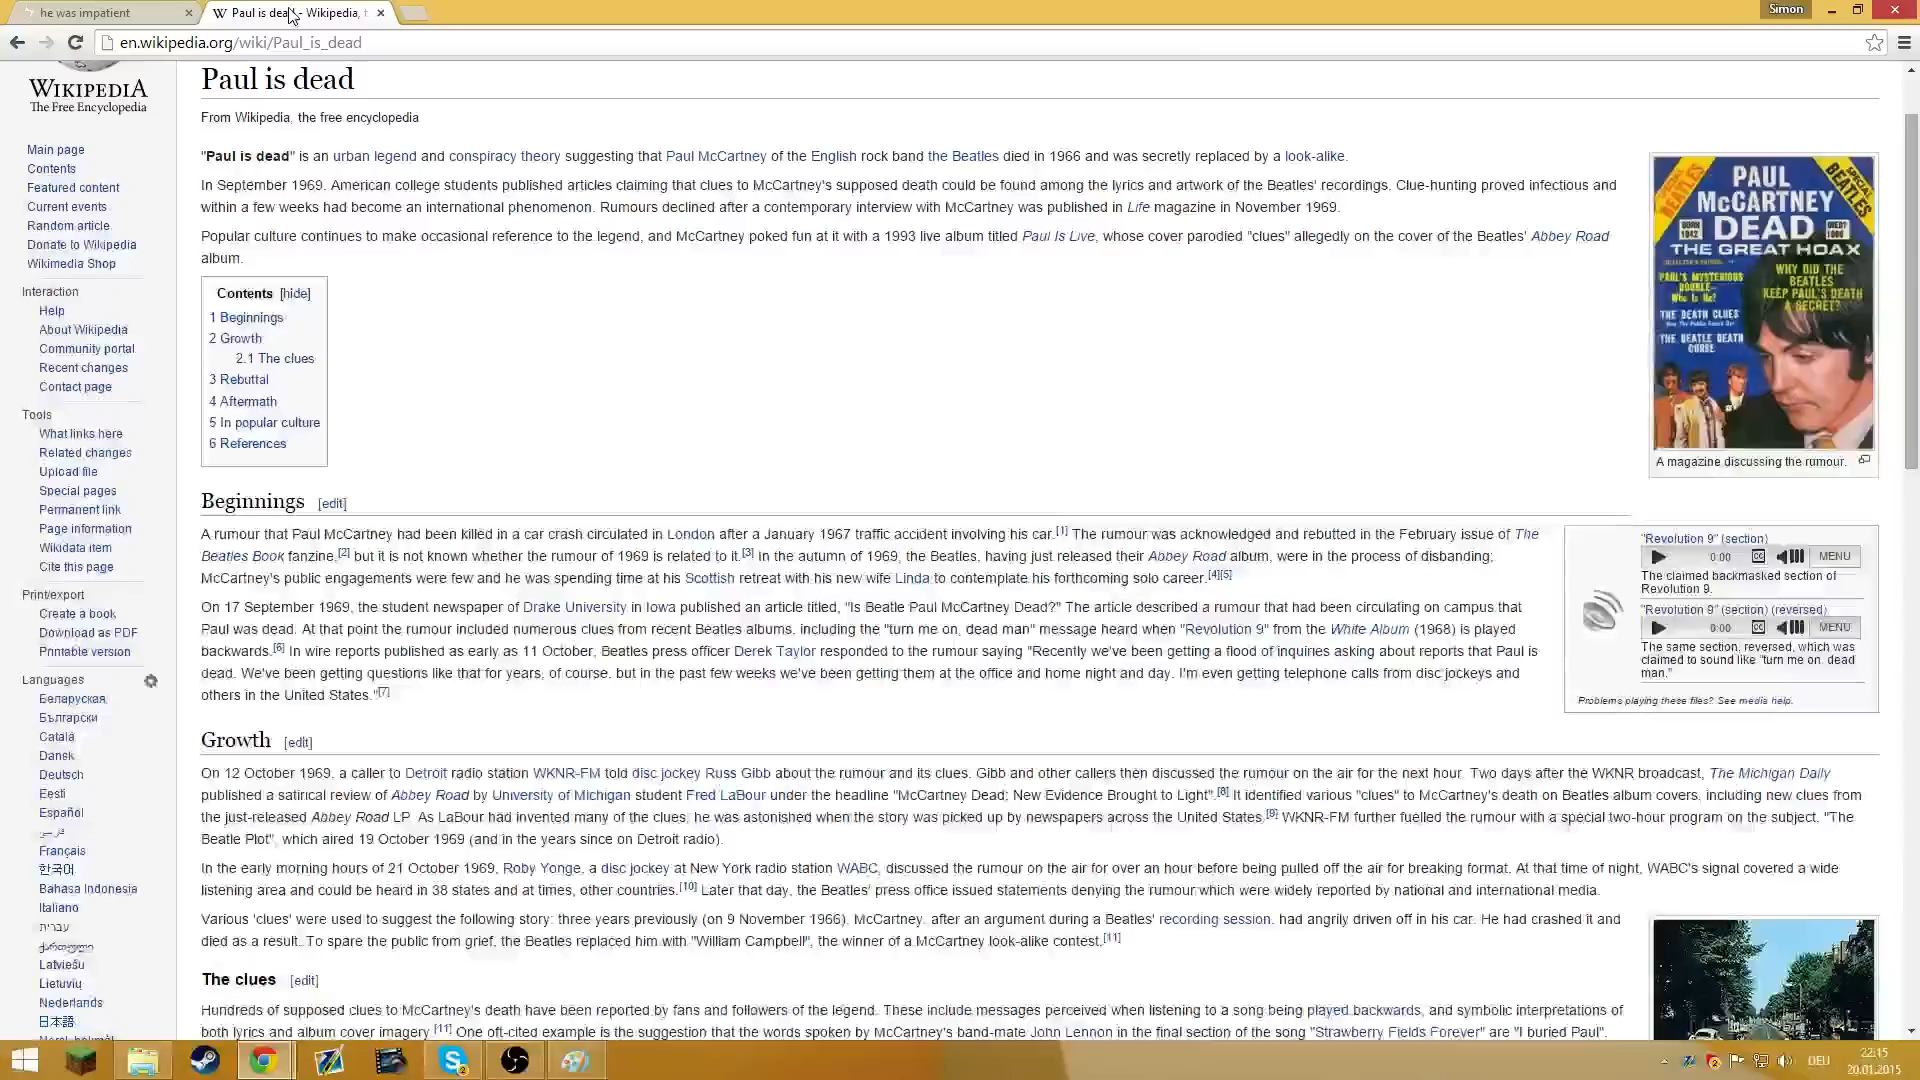 he was impatient
Paul is dead - Wikipedia, t
Simon
en.wikipedia.org/wiki/Paul_is_dead
WIKIPEDIA
The Free Encyclopedia
Main page
Contents
Featured content
Current events
Random article
Donate to Wikipedia
Wikimedia Shop
Interaction
Help
About Wikipedia
Community portal
Recent changes
Contact page
Tools
What links here
Related changes
Upload file
Special pages
Permanent link
Page information
Wikidata item
Cite this page
Print/export
Create a book
Download as PDF
Printable version
Languages
Беларуская
Български
Català
Dansk
Deutsch
Eesti
Español
فارسی
Français
한국어
Bahasa Indonesia
Italiano
עברית
ქართული
Latviešu
Lietuvių
Nederlands
日本語
Paul is dead
From Wikipedia, the free encyclopedia
"Paul is dead" is an urban legend and conspiracy theory suggesting that Paul McCartney of the English rock band the Beatles died in 1966 and was secretly replaced by a look-alike.
In September 1969, American college students published articles claiming that clues to McCartney's supposed death could be found among the lyrics and artwork of the Beatles' recordings. Clue-hunting proved infectious and
within a few weeks had become an international phenomenon. Rumours declined after a contemporary interview with McCartney was published in Life magazine in November 1969.
Popular culture continues to make occasional reference to the legend, and McCartney poked fun at it with a 1993 live album titled Paul Is Live, whose cover parodied "clues" allegedly on the cover of the Beatles' Abbey Road
album.
Contents [hide]
1 Beginnings
2 Growth
2.1 The clues
3 Rebuttal
4 Aftermath
5 In popular culture
6 References
BEATLES
SPECIAL BEATLES
PAUL
McCARTNEY
DEAD
BORN 1942
THE GREAT HOAX
PAUL'S MYSTERIOUS
DOUBLE—
Who Is He?
WHY DID THE
BEATLES
KEEP PAUL'S DEATH
A SECRET?
THE DEATH CLUES
THE BEATLE DEATH
CURSE
A magazine discussing the rumour.
Beginnings [edit]
A rumour that Paul McCartney had been killed in a car crash circulated in London after a January 1967 traffic accident involving his car.[1] The rumour was acknowledged and rebutted in the February issue of The
Beatles Book fanzine,[2] but it is not known whether the rumour of 1969 is related to it.[3] In the autumn of 1969, the Beatles, having just released their Abbey Road album, were in the process of disbanding;
McCartney's public engagements were few and he was spending time at his Scottish retreat with his new wife Linda to contemplate his forthcoming solo career.[4][5]
On 17 September 1969, the student newspaper of Drake University in Iowa published an article titled, "Is Beatle Paul McCartney Dead?" The article described a rumour that had been circulating on campus that
Paul was dead. At that point the rumour included numerous clues from recent Beatles albums, including the "turn me on, dead man" message heard when "Revolution 9" from the White Album (1968) is played
backwards.[6] In wire reports published as early as 11 October, Beatles press officer Derek Taylor responded to the rumour saying "Recently we've been getting a flood of inquiries asking about reports that Paul is
dead. We've been getting questions like that for years, of course, but in the past few weeks we've been getting them at the office and home night and day. I'm even getting telephone calls from disc jockeys and
others in the United States."[7]
"Revolution 9" (section)
0:00
CC
MENU
The claimed backmasked section of
Revolution 9.
"Revolution 9" (section) (reversed)
0:00
CC
MENU
The same section, reversed, which was
claimed to sound like "turn me on, dead
man."
Problems playing these files? See media help.
Growth [edit]
On 12 October 1969, a caller to Detroit radio station WKNR-FM told disc jockey Russ Gibb about the rumour and its clues. Gibb and other callers then discussed the rumour on the air for the next hour. Two days after the WKNR broadcast, The Michigan Daily
published a satirical review of Abbey Road by University of Michigan student Fred LaBour under the headline "McCartney Dead; New Evidence Brought to Light".[8] It identified various "clues" to McCartney's death on Beatles album covers, including new clues from
the just-released Abbey Road LP. As LaBour had invented many of the clues, he was astonished when the story was picked up by newspapers across the United States.[9] WKNR-FM further fuelled the rumour with a special two-hour program on the subject, "The
Beatle Plot", which aired 19 October 1969 (and in the years since on Detroit radio).
In the early morning hours of 21 October 1969, Roby Yonge, a disc jockey at New York radio station WABC, discussed the rumour on the air for over an hour before being pulled off the air for breaking format. At that time of night, WABC's signal covered a wide
listening area and could be heard in 38 states and at times, other countries.[10] Later that day, the Beatles' press office issued statements denying the rumour which were widely reported by national and international media.
Various 'clues' were used to suggest the following story: three years previously (on 9 November 1966), McCartney, after an argument during a Beatles' recording session, had angrily driven off in his car. He had crashed it and
died as a result. To spare the public from grief, the Beatles replaced him with "William Campbell", the winner of a McCartney look-alike contest.[11]
The clues [edit]
Hundreds of supposed clues to McCartney's death have been reported by fans and followers of the legend. These include messages perceived when listening to a song being played backwards, and symbolic interpretations of
both lyrics and album cover imagery.[11] One oft-cited example is the suggestion that the words spoken by McCartney's band-mate John Lennon in the final section of the song "Strawberry Fields Forever" are "I buried Paul".
DEU
22:15
20.01.2015